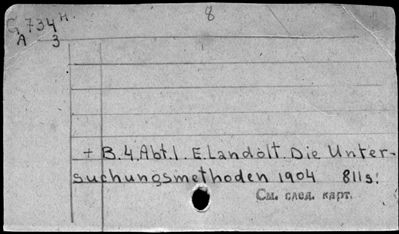 8
G 734 н.
A 3
+ B.4.Abt.1. E.Landolt. Die Unter-
suchungsmethoden 1904 811s.
См. след. карт.